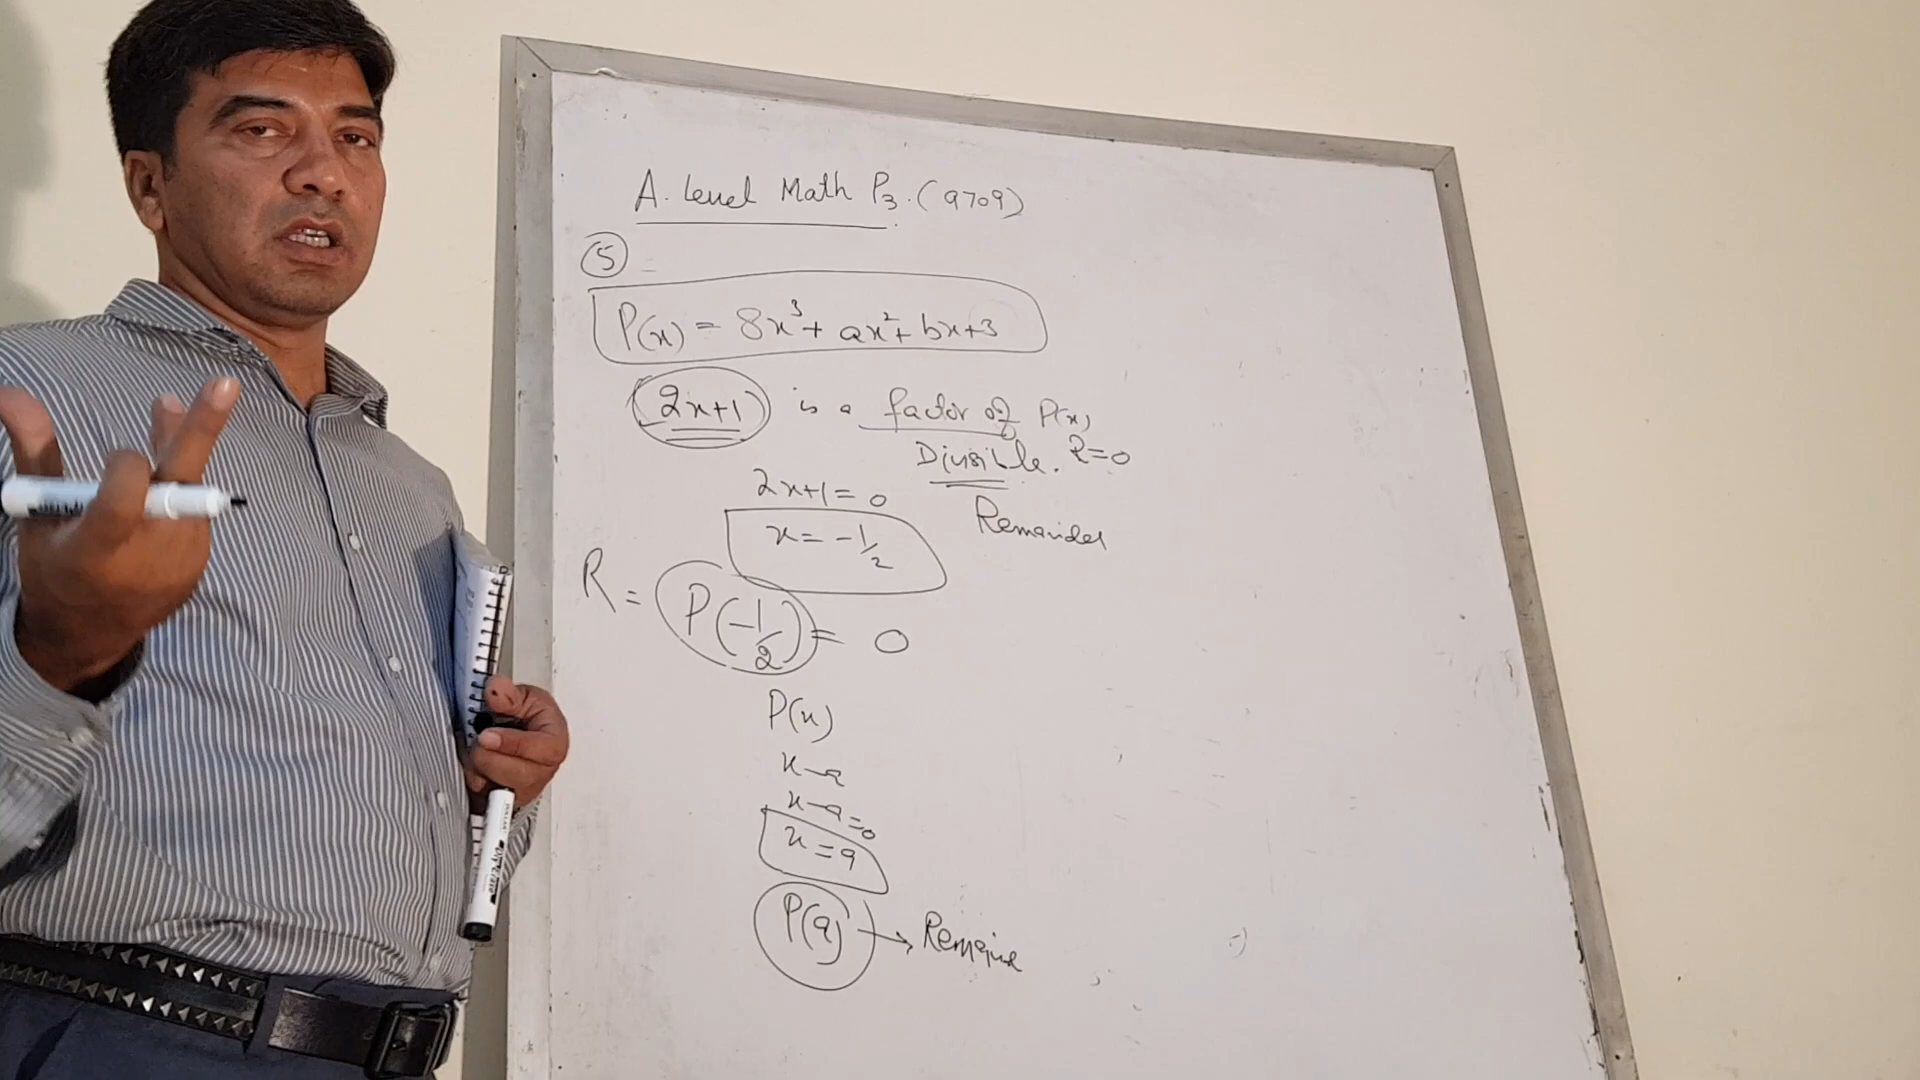 A. Level Math P3. (9709)
5
P(x) = 8x³ + ax² + bx + 3
2x+1 is a factor of P(x)
Divisible. R=0
2x+1 = 0
Remainder
x = -1/2
R = P(-1/2) = 0
P(x)
x-a
x-a=0
x=a
P(a) → Remaine